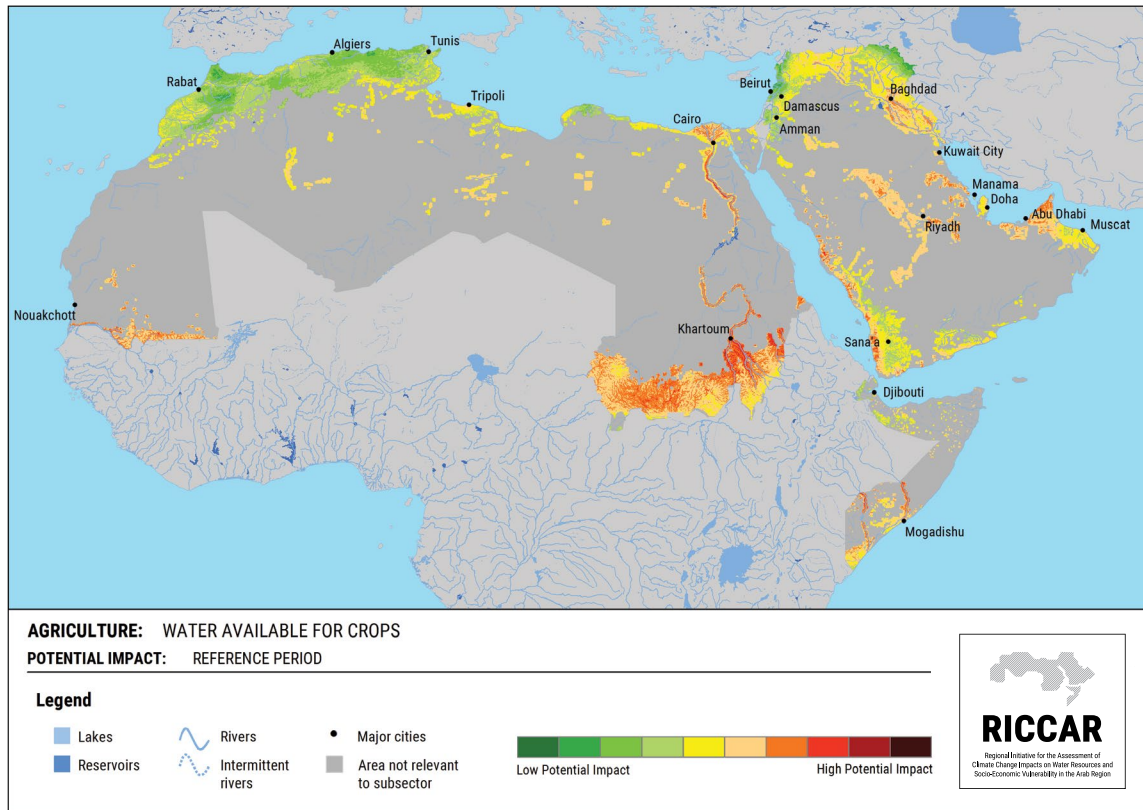 Algiers
Tunis
Rabat
Tripoli
Beirut
Damascus
Amman
Baghdad
Cairo
Kuwait City
Manama
Doha
Abu Dhabi
Muscat
Riyadh
Nouakchott
Khartoum
Sana'a
Djibouti
Mogadishu
AGRICULTURE: WATER AVAILABLE FOR CROPS
POTENTIAL IMPACT: REFERENCE PERIOD
Legend
Lakes
Reservoirs
Rivers
Intermittent
rivers
Major cities
Area not relevant
to subsector
Low Potential Impact
High Potential Impact
RICCAR
Regional Initiative for the Assessment of
Climate Change Impacts on Water Resources and
Socio-Economic Vulnerability in the Arab Region